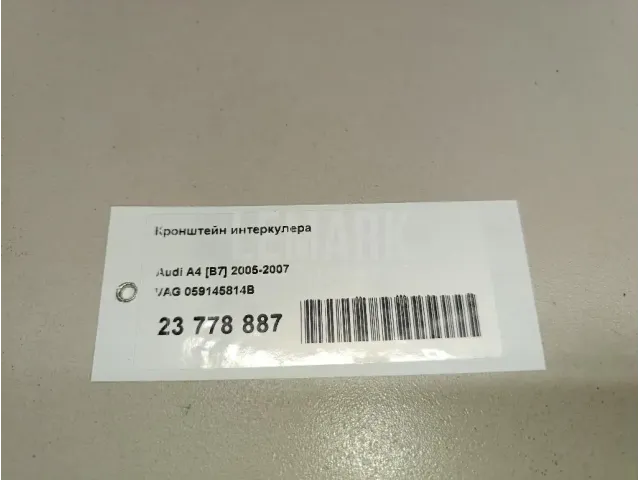 Кронштейн интеркулера
Audi A4 [B7] 2005-2007
VAG 059145814B
23 778 887